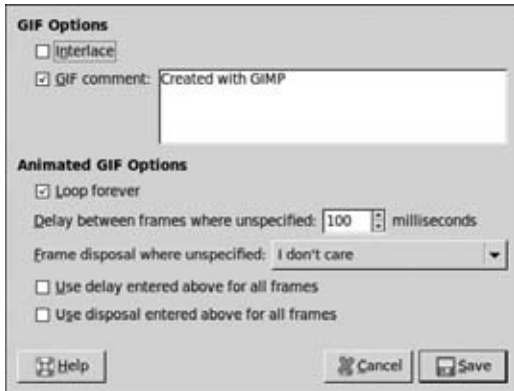 GIF Options
Interlace
GIF comment: Created with GIMP
Animated GIF Options
Loop forever
Delay between frames where unspecified: 100 milliseconds
Frame disposal where unspecified: I don't care
Use delay entered above for all frames
Use disposal entered above for all frames
Help Cancel Save